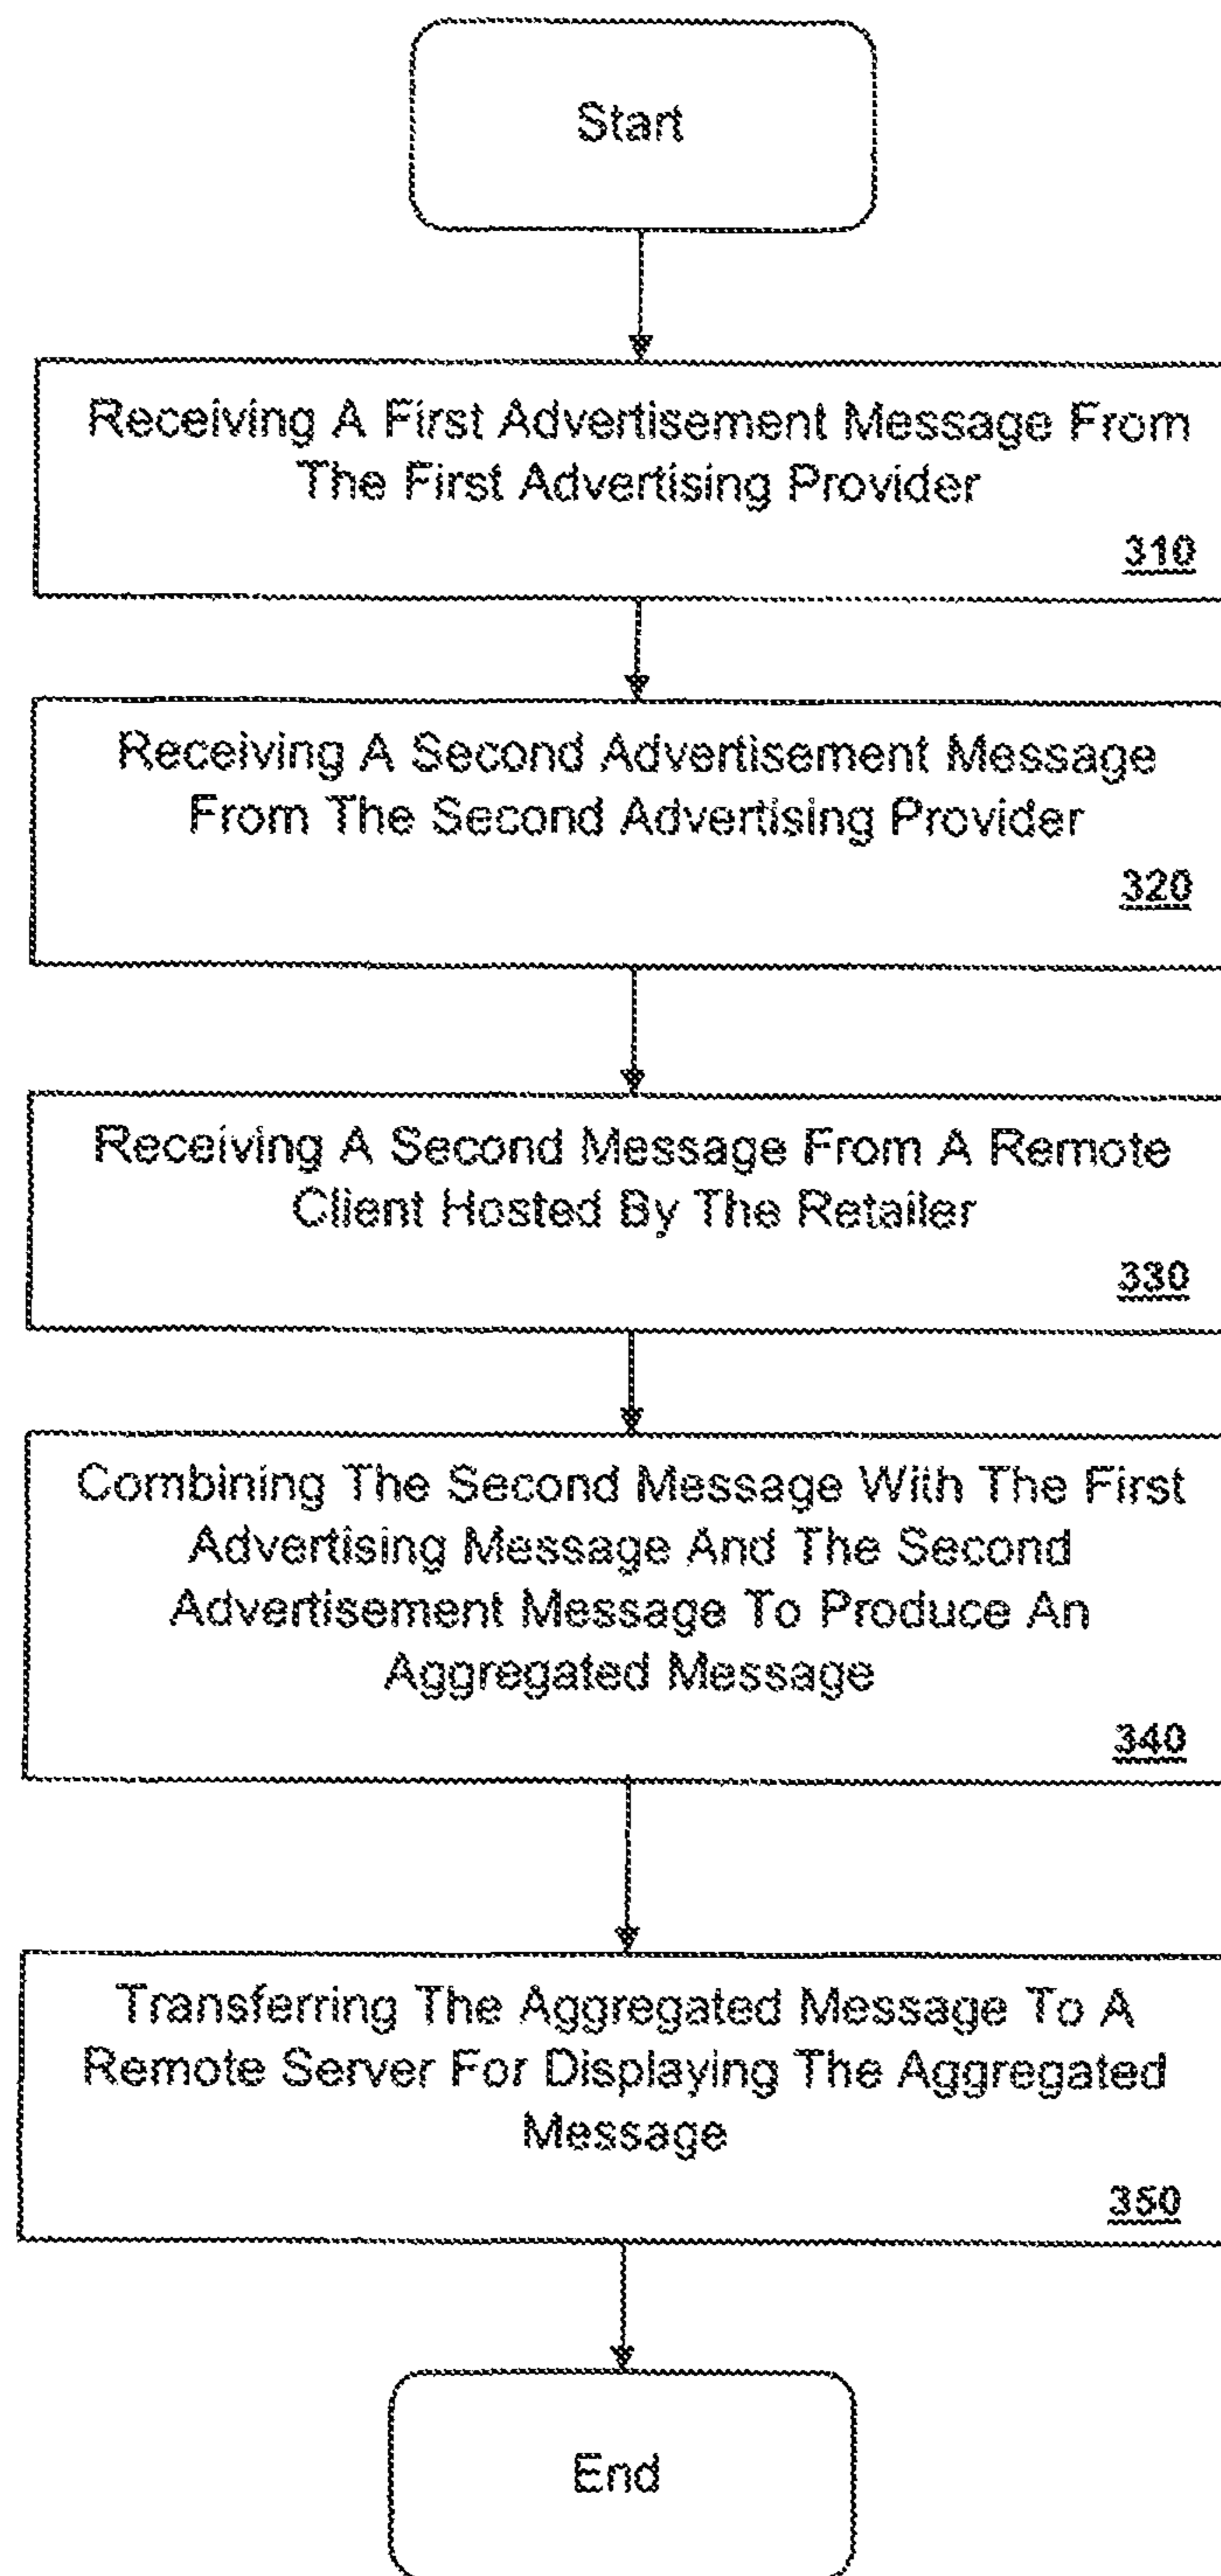 Start
Receiving A First Advertisement Message From
The First Advertising Provider
310
Receiving A Second Advertisement Message
From The Second Advertising Provider
320
Receiving A Second Message From A Remote
Client Hosted By The Retailer
330
Combining The Second Message With The First
Advertising Message And The Second
Advertisement Message To Produce An
Aggregated Message
340
Transferring The Aggregated Message To A
Remote Server For Displaying The Aggregated
Message
350
End